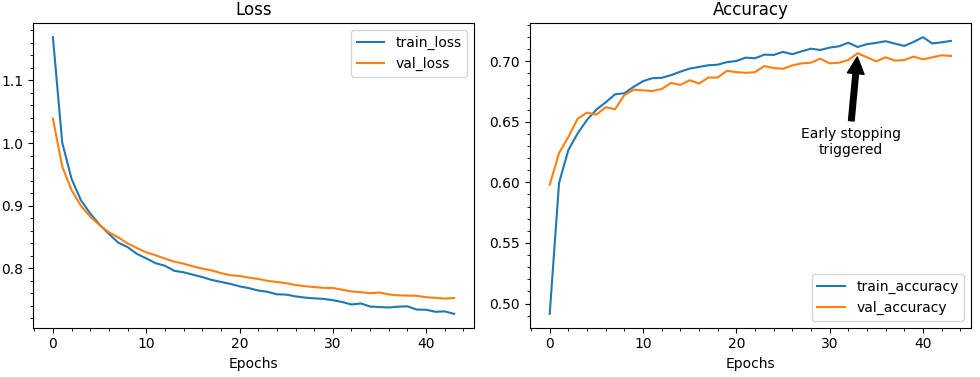 Loss
train_loss
val_loss
1.1
1.0
0.9
0.8
0
10
20
30
40
Epochs
Accuracy
0.70
0.65
0.60
0.55
0.50
Early stopping
triggered
train_accuracy
val_accuracy
0
10
20
30
40
Epochs